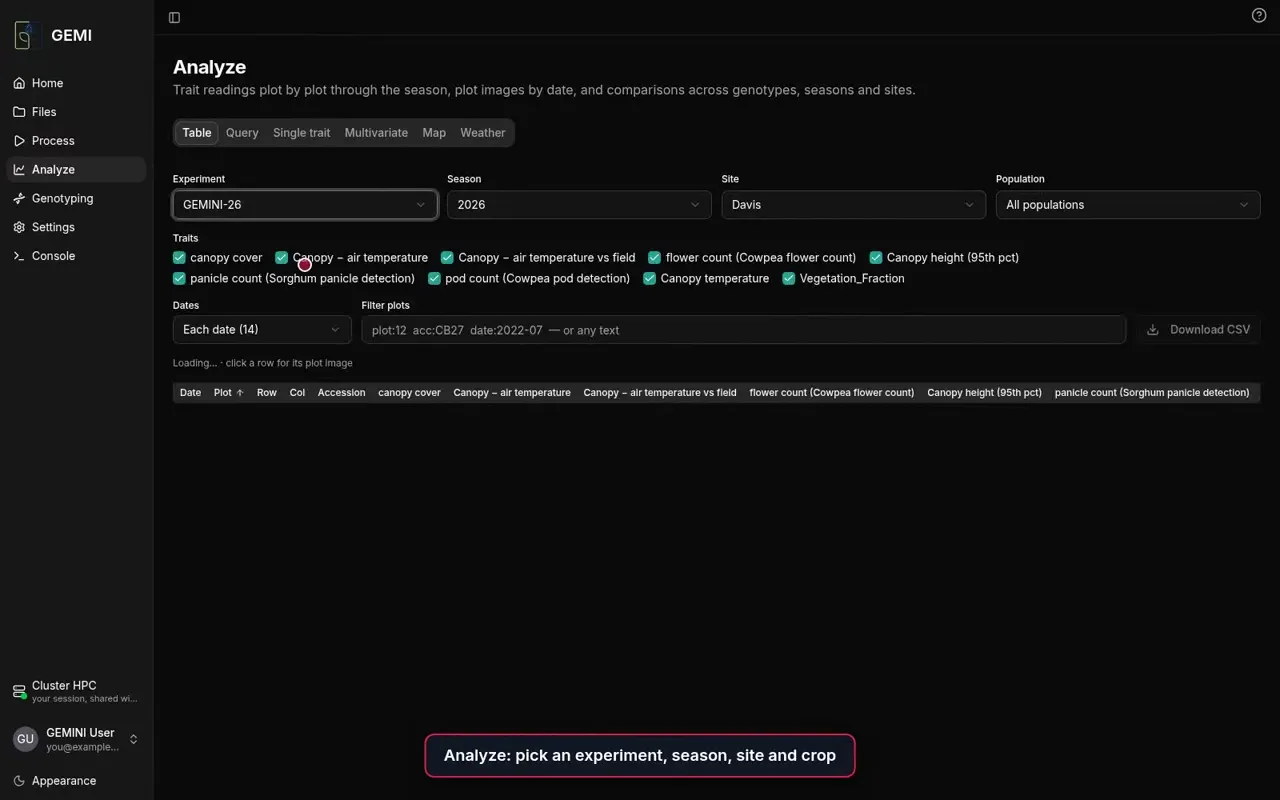 GEMI
Home
Files
Process
Analyze
Genotyping
Settings
Console
Cluster HPC
your session, shared wi...
GU
GEMINI User
you@example...
Appearance
Analyze
Trait readings plot by plot through the season, plot images by date, and comparisons across genotypes, seasons and sites.
Table Query Single trait Multivariate Map Weather
Experiment Season Site Population
GEMINI-26 2026 Davis All populations
Traits
canopy cover Canopy − air temperature Canopy − air temperature vs field flower count (Cowpea flower count) Canopy height (95th pct)
panicle count (Sorghum panicle detection) pod count (Cowpea pod detection) Canopy temperature Vegetation_Fraction
Dates Filter plots
Each date (14) plot:12 acc:CB27 date:2022-07 — or any text Download CSV
Loading... · click a row for its plot image
Date Plot ↑ Row Col Accession canopy cover Canopy − air temperature Canopy − air temperature vs field flower count (Cowpea flower count) Canopy height (95th pct) panicle count (Sorghum panicle detection)
Analyze: pick an experiment, season, site and crop